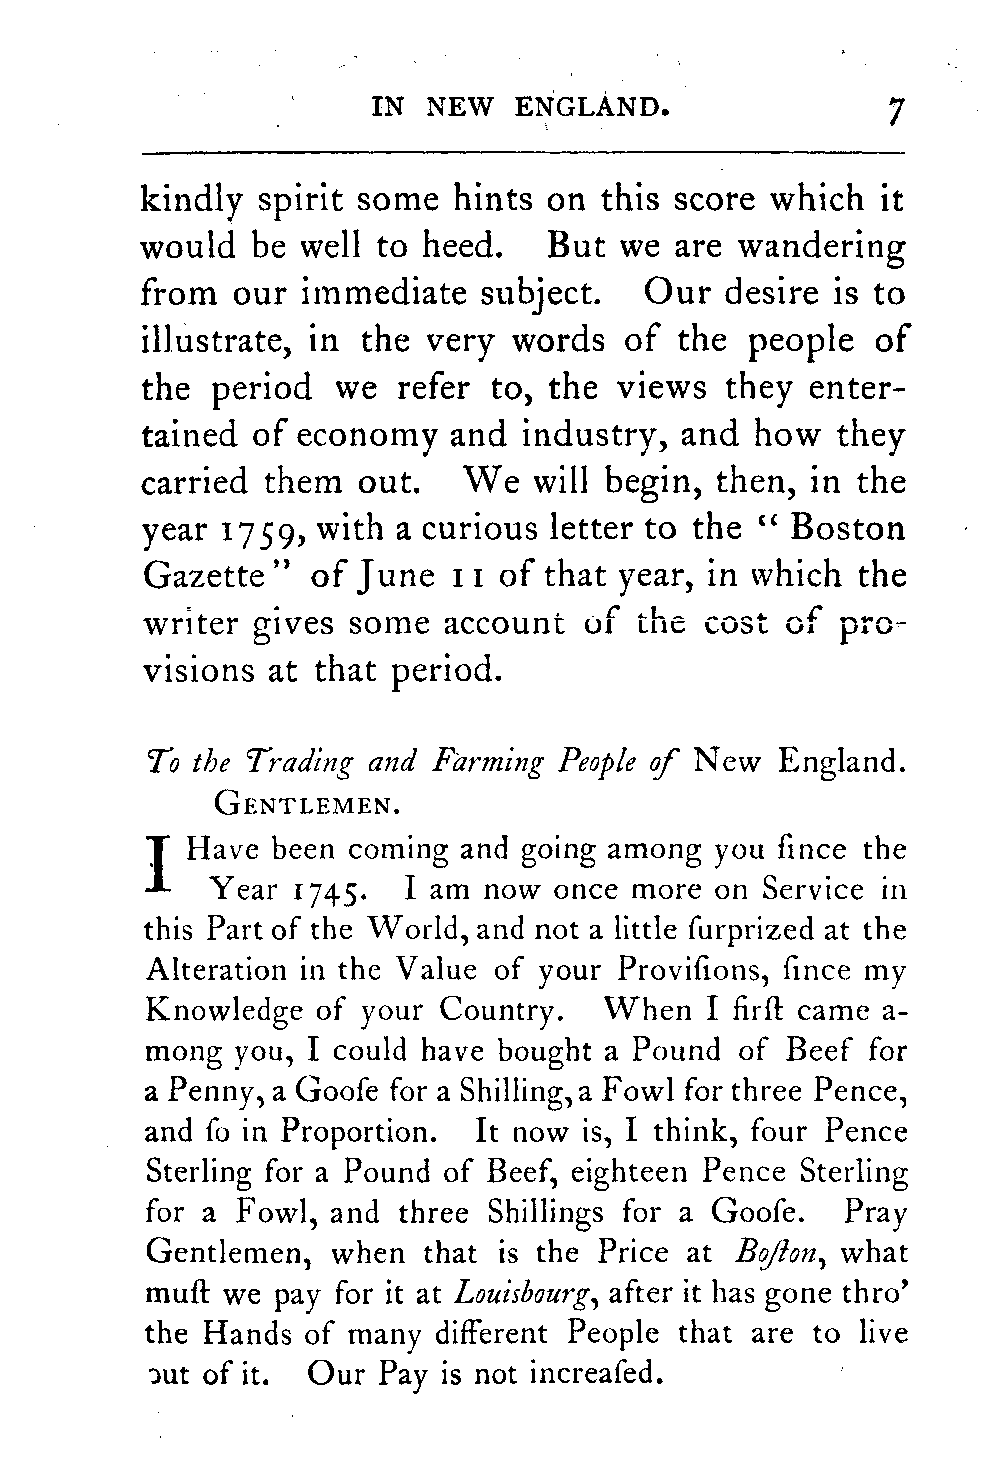 IN NEW ENGLAND. 7
kindly spirit some hints on this score which it
would be well to heed. But we are wandering
from our immediate subject. Our desire is to
illustrate, in the very words of the people of
the period we refer to, the views they enter-
tained of economy and industry, and how they
carried them out. We will begin, then, in the
year 1759, with a curious letter to the “ Boston
Gazette” of June 11 of that year, in which the
writer gives some account of the cost of pro-
visions at that period.
To the Trading and Farming People of New England.
GENTLEMEN.
I Have been coming and going among you ſince the
Year 1745. I am now once more on Service in
this Part of the World, and not a little ſurprized at the
Alteration in the Value of your Proviſions, ſince my
Knowledge of your Country. When I firſt came a-
mong you, I could have bought a Pound of Beef for
a Penny, a Gooſe for a Shilling, a Fowl for three Pence,
and ſo in Proportion. It now is, I think, four Pence
Sterling for a Pound of Beef, eighteen Pence Sterling
for a Fowl, and three Shillings for a Gooſe. Pray
Gentlemen, when that is the Price at Boſton, what
muſt we pay for it at Louisbourg, after it has gone thro’
the Hands of many different People that are to live
out of it. Our Pay is not increaſed.